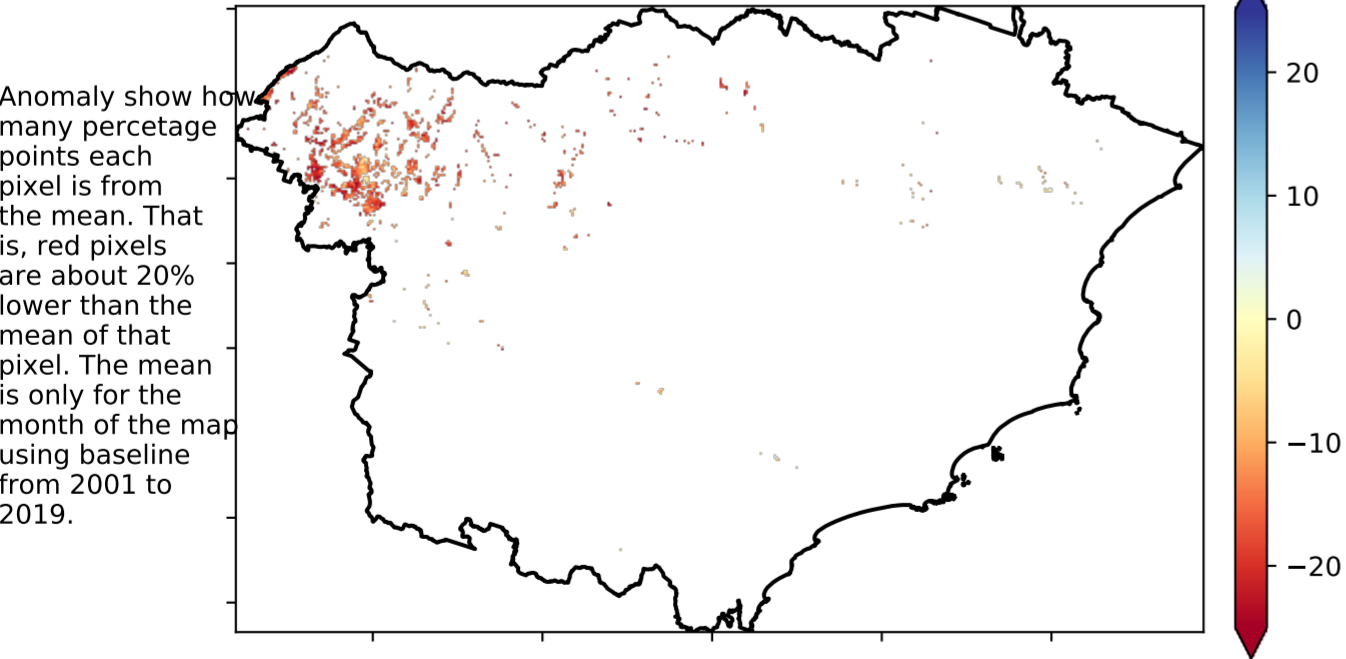 Anomaly show how
many percetage
points each
pixel is from
the mean. That
is, red pixels
are about 20%
lower than the
mean of that
pixel. The mean
is only for the
month of the map
using baseline
from 2001 to
2019.
20
10
0
−10
−20